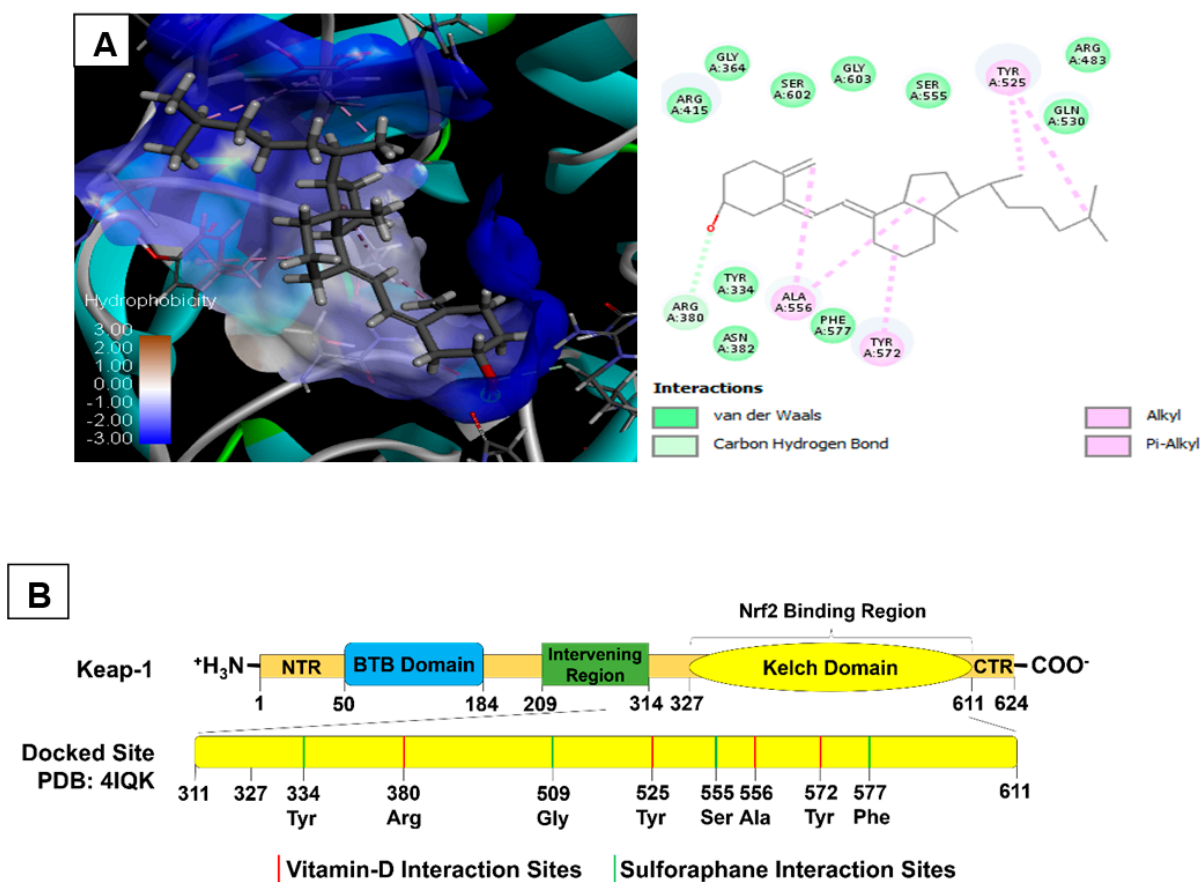 A
Hydrophobicity
3.00
2.00
1.00
0.00
-1.00
-2.00
-3.00
GLY
A:364
ARG
A:415
SER
A:602
GLY
A:603
SER
A:555
TYR
A:525
ARG
A:483
GLN
A:530
O
ARG
A:380
TYR
A:334
ASN
A:382
ALA
A:556
PHE
A:577
TYR
A:572
Interactions
van der Waals
Carbon Hydrogen Bond
Alkyl
Pi-Alkyl
B
Nrf2 Binding Region
Keap-1
⁺H₃N
NTR
BTB Domain
Intervening
Region
Kelch Domain
CTR
COO⁻
1 50 184 209 314 327 611 624
Docked Site
PDB: 4IQK
311 327 334 380 509 525 555 556 572 577 611
Tyr Arg Gly Tyr Ser Ala Tyr Phe
Vitamin-D Interaction Sites
Sulforaphane Interaction Sites